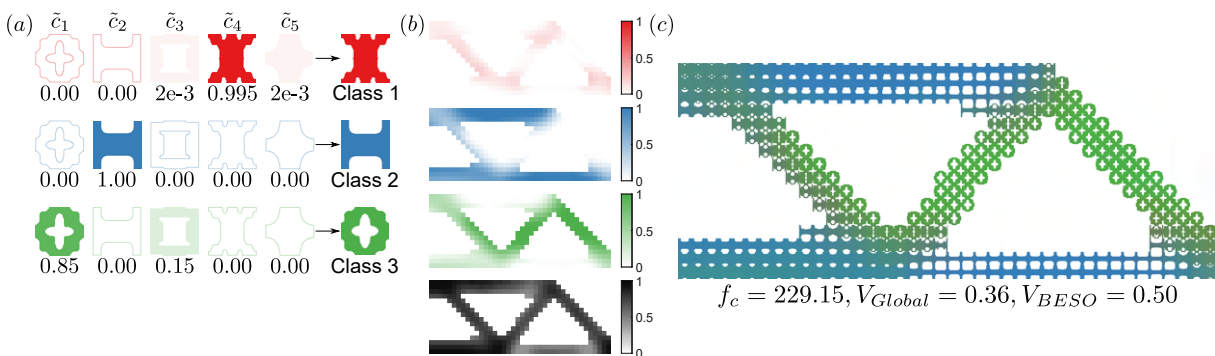 (a) c̃₁ c̃₂ c̃₃ c̃₄ c̃₅
0.00 0.00 2e-3 0.995 2e-3 Class 1
0.00 1.00 0.00 0.00 0.00 Class 2
0.85 0.00 0.15 0.00 0.00 Class 3
(b)
1
0.5
0
1
0.5
0
1
0.5
0
1
0.5
0
(c)
f_c = 229.15, V_Global = 0.36, V_BESO = 0.50